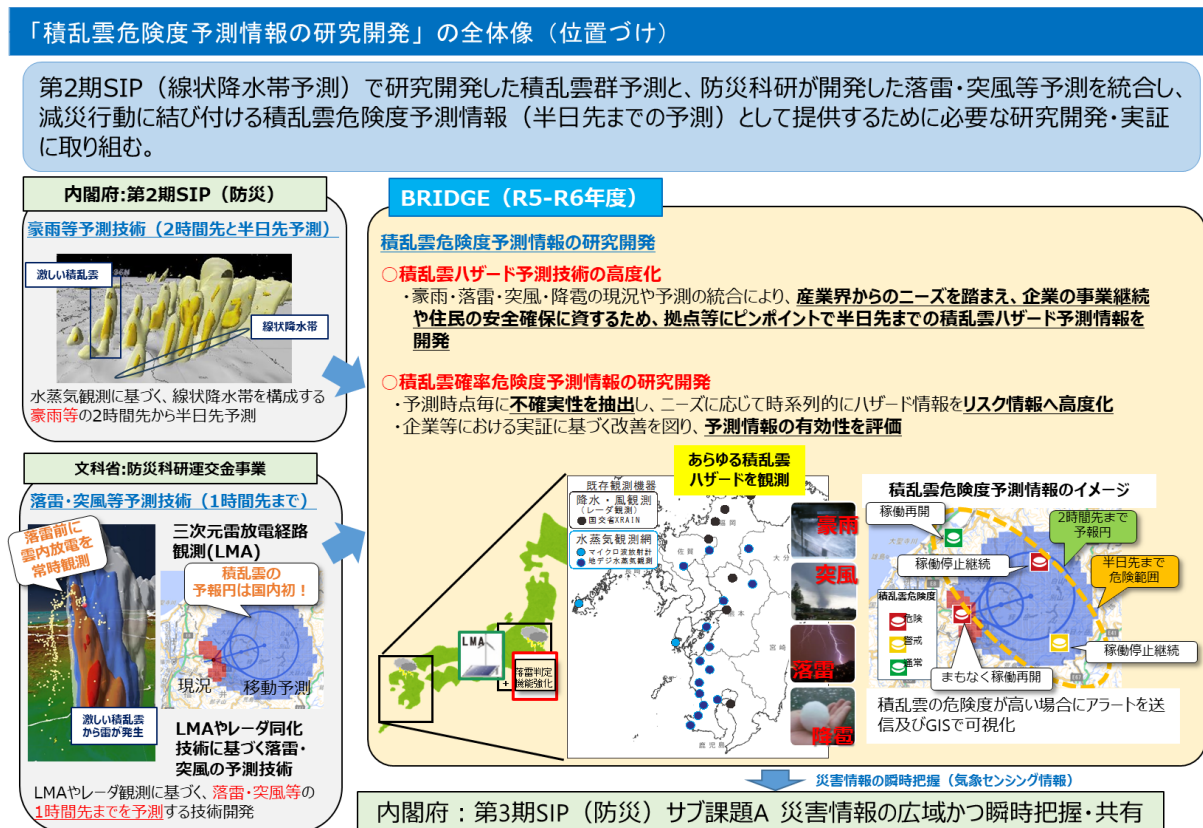 「積乱雲危険度予測情報の研究開発」の全体像（位置づけ）
第2期SIP（線状降水帯予測）で研究開発した積乱雲群予測と、防災科研が開発した落雷・突風等予測を統合し、
減災行動に結び付ける積乱雲危険度予測情報（半日先までの予測）として提供するために必要な研究開発・実証
に取り組む。
内閣府:第2期SIP（防災）
豪雨等予測技術（2時間先と半日先予測）
激しい積乱雲
線状降水帯
水蒸気観測に基づく、線状降水帯を構成する
豪雨等の2時間先から半日先予測
文科省:防災科研運交金事業
落雷・突風等予測技術（1時間先まで）
落雷前に
雲内放電を
常時観測
三次元雷放電経路
観測(LMA)
積乱雲の
予報円は国内初！
現況
移動予測
激しい積乱雲
から雷が発生
LMAやレーダ同化
技術に基づく落雷・
突風の予測技術
LMAやレーダ観測に基づく、落雷・突風等の
1時間先までを予測する技術開発
BRIDGE（R5-R6年度）
積乱雲危険度予測情報の研究開発
○積乱雲ハザード予測技術の高度化
・豪雨・落雷・突風・降雹の現況や予測の統合により、産業界からのニーズを踏まえ、企業の事業継続
や住民の安全確保に資するため、拠点等にピンポイントで半日先までの積乱雲ハザード予測情報を
開発
○積乱雲確率危険度予測情報の研究開発
・予測時点毎に不確実性を抽出し、ニーズに応じて時系列的にハザード情報をリスク情報へ高度化
・企業等における実証に基づく改善を図り、予測情報の有効性を評価
あらゆる積乱雲
ハザードを観測
既存観測機器
降水・風観測
（レーダ観測）
●国交省XRAIN
水蒸気観測網
●マイクロ波放射計
●地デジ水蒸気観測
福岡
佐賀
大分
熊本
宮崎
鹿児島
LMA
落雷判定
+機能強化
豪雨
突風
落雷
降雹
積乱雲危険度予測情報のイメージ
稼働再開
2時間先まで
予報円
稼働停止継続
半日先まで
危険範囲
積乱雲危険度
危険
警戒
通常
稼働停止継続
まもなく稼働再開
積乱雲の危険度が高い場合にアラートを送
信及びGISで可視化
災害情報の瞬時把握（気象センシング情報）
内閣府：第3期SIP（防災）サブ課題A 災害情報の広域かつ瞬時把握・共有